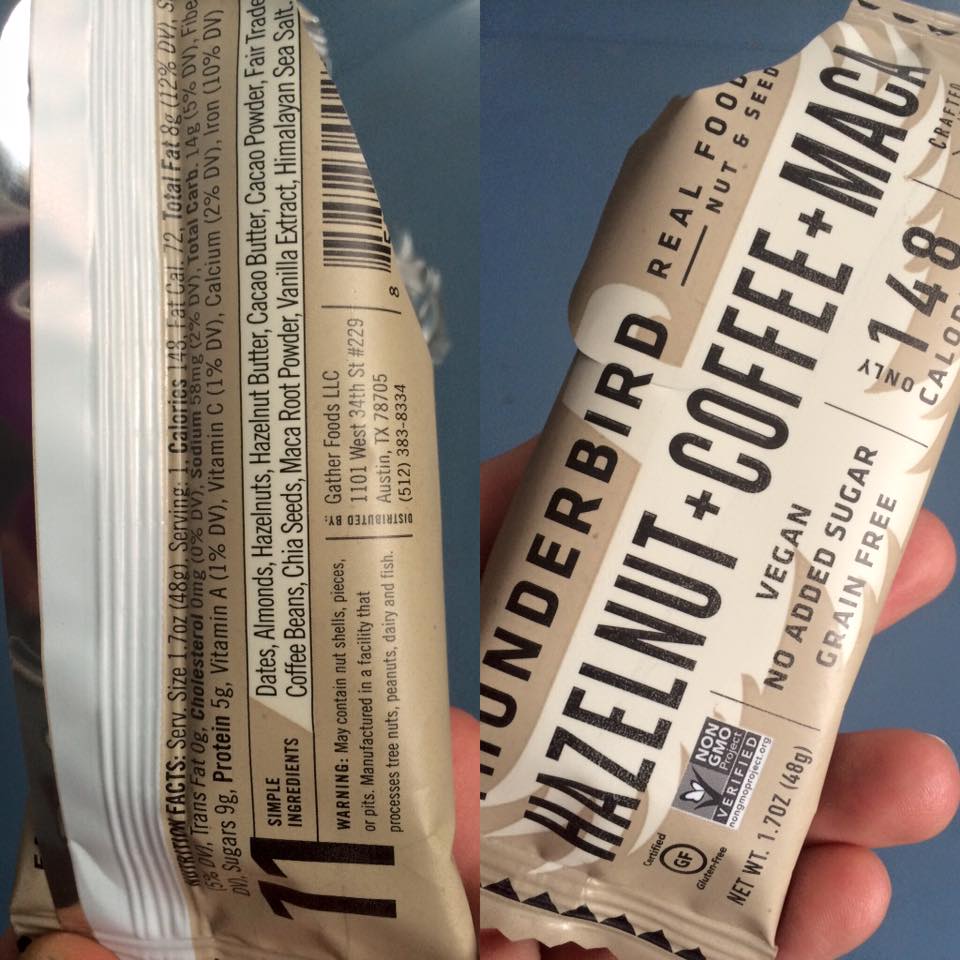 NUTRITION FACTS: Serv. Size 1.7oz (48g), Serving: 1, Calories 148, Fat Cal. 72, Total Fat 8g (12% DV), S
(5% DV), Trans Fat 0g, Cholesterol 0mg (0% DV), Sodium 58mg (2% DV), Total Carb. 14g (5% DV), Fibe
DV), Sugars 9g, Protein 5g, Vitamin A (1% DV), Vitamin C (1% DV), Calcium (2% DV), Iron (10% DV)
11 SIMPLE
INGREDIENTS
Dates, Almonds, Hazelnuts, Hazelnut Butter, Cacao Butter, Cacao Powder, Fair Trade
Coffee Beans, Chia Seeds, Maca Root Powder, Vanilla Extract, Himalayan Sea Salt.
WARNING: May contain nut shells, pieces,
or pits. Manufactured in a facility that
processes tree nuts, peanuts, dairy and fish.
DISTRIBUTED BY:
Gather Foods LLC
1101 West 34th St #229
Austin, TX 78705
(512) 383-8334
8
HUNDERBIRD
REAL FOOD
NUT & SEED
HAZELNUT + COFFEE + MACA
CRAFTED
Certified
GF
Gluten-free
NON
GMO
Project
VERIFIED
nongmoproject.org
NET WT. 1.7OZ (48g)
VEGAN
NO ADDED SUGAR
GRAIN FREE
ONLY
148
CALOR